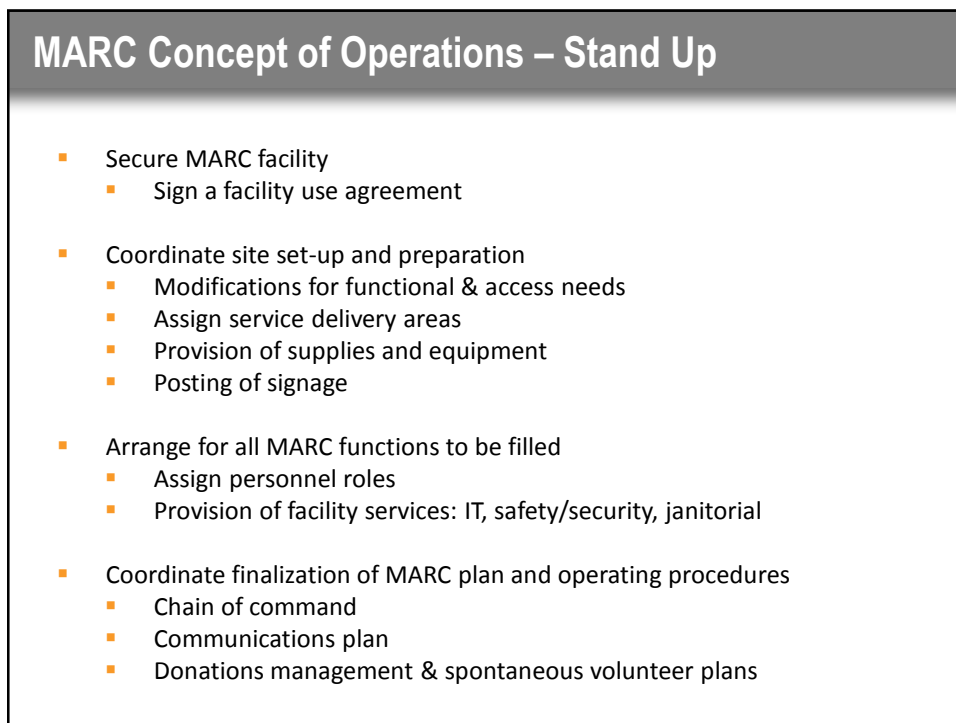 MARC Concept of Operations – Stand Up
▪ Secure MARC facility
▪ Sign a facility use agreement
▪ Coordinate site set-up and preparation
▪ Modifications for functional & access needs
▪ Assign service delivery areas
▪ Provision of supplies and equipment
▪ Posting of signage
▪ Arrange for all MARC functions to be filled
▪ Assign personnel roles
▪ Provision of facility services: IT, safety/security, janitorial
▪ Coordinate finalization of MARC plan and operating procedures
▪ Chain of command
▪ Communications plan
▪ Donations management & spontaneous volunteer plans